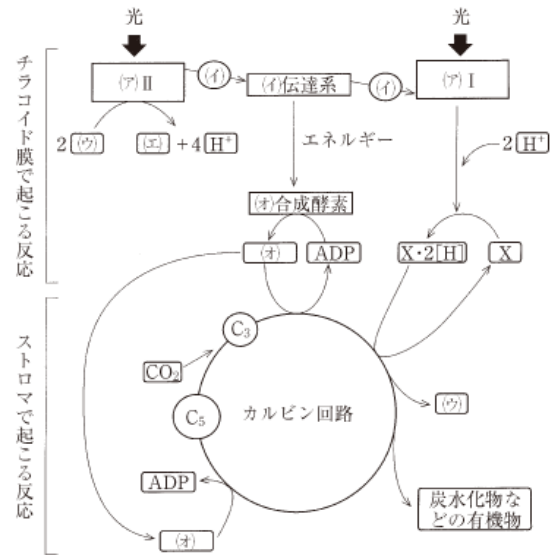 光
光
チラコイド膜で起こる反応
(ア)Ⅱ
(イ)
(イ)伝達系
(イ)
(ア)Ⅰ
2(ウ)
(エ)+4H⁺
エネルギー
2H⁺
(オ)合成酵素
(オ)
ADP
X・2[H]
X
ストロマで起こる反応
C₃
CO₂
カルビン回路
C₅
(ウ)
ADP
炭水化物な
どの有機物
(オ)